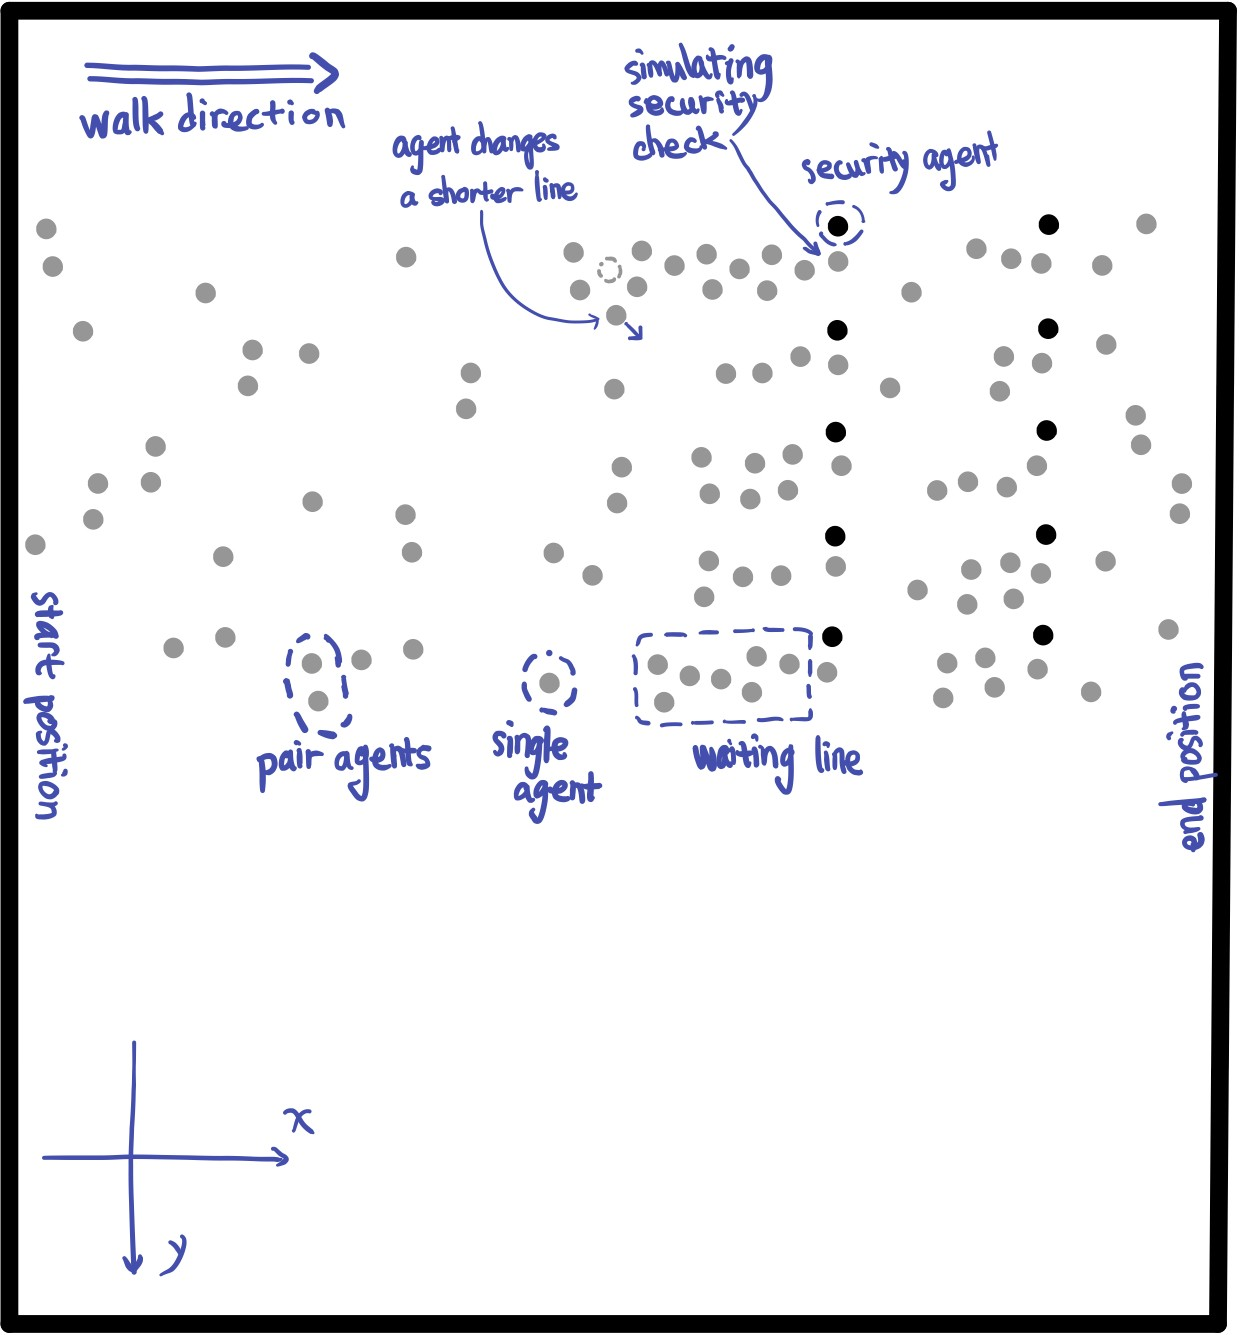 walk direction
simulating
security
check
agent changes
a shorter line
security agent
start position
pair agents
single
agent
waiting line
end position
x
y